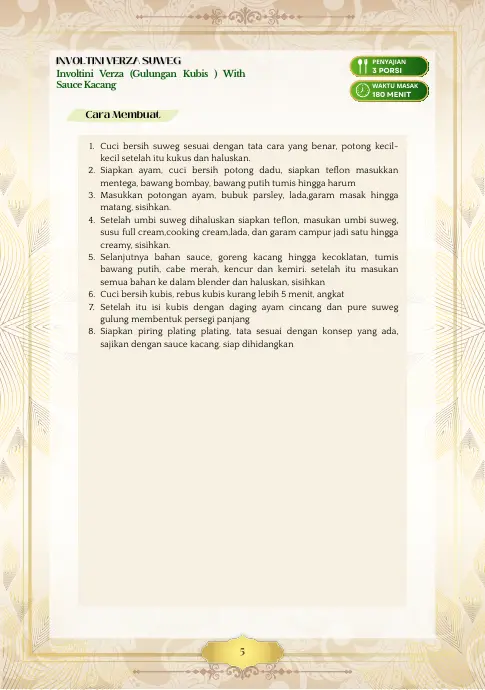 INVOLTINI VERZA SUWEG
Involtini Verza (Gulungan Kubis ) With
Sauce Kacang
PENYAJIAN
3 PORSI
WAKTU MASAK
180 MENIT
Cara Membuat
1. Cuci bersih suweg sesuai dengan tata cara yang benar, potong kecil-
kecil setelah itu kukus dan haluskan.
2. Siapkan ayam, cuci bersih potong dadu, siapkan teflon masukkan
mentega, bawang bombay, bawang putih tumis hingga harum
3. Masukkan potongan ayam, bubuk parsley, lada,garam masak hingga
matang, sisihkan.
4. Setelah umbi suweg dihaluskan siapkan teflon, masukan umbi suweg,
susu full cream,cooking cream,lada, dan garam campur jadi satu hingga
creamy, sisihkan.
5. Selanjutnya bahan sauce, goreng kacang hingga kecoklatan, tumis
bawang putih, cabe merah, kencur dan kemiri. setelah itu masukan
semua bahan ke dalam blender dan haluskan, sisihkan
6. Cuci bersih kubis, rebus kubis kurang lebih 5 menit, angkat
7. Setelah itu isi kubis dengan daging ayam cincang dan pure suweg
gulung membentuk persegi panjang
8. Siapkan piring plating plating, tata sesuai dengan konsep yang ada,
sajikan dengan sauce kacang, siap dihidangkan
5